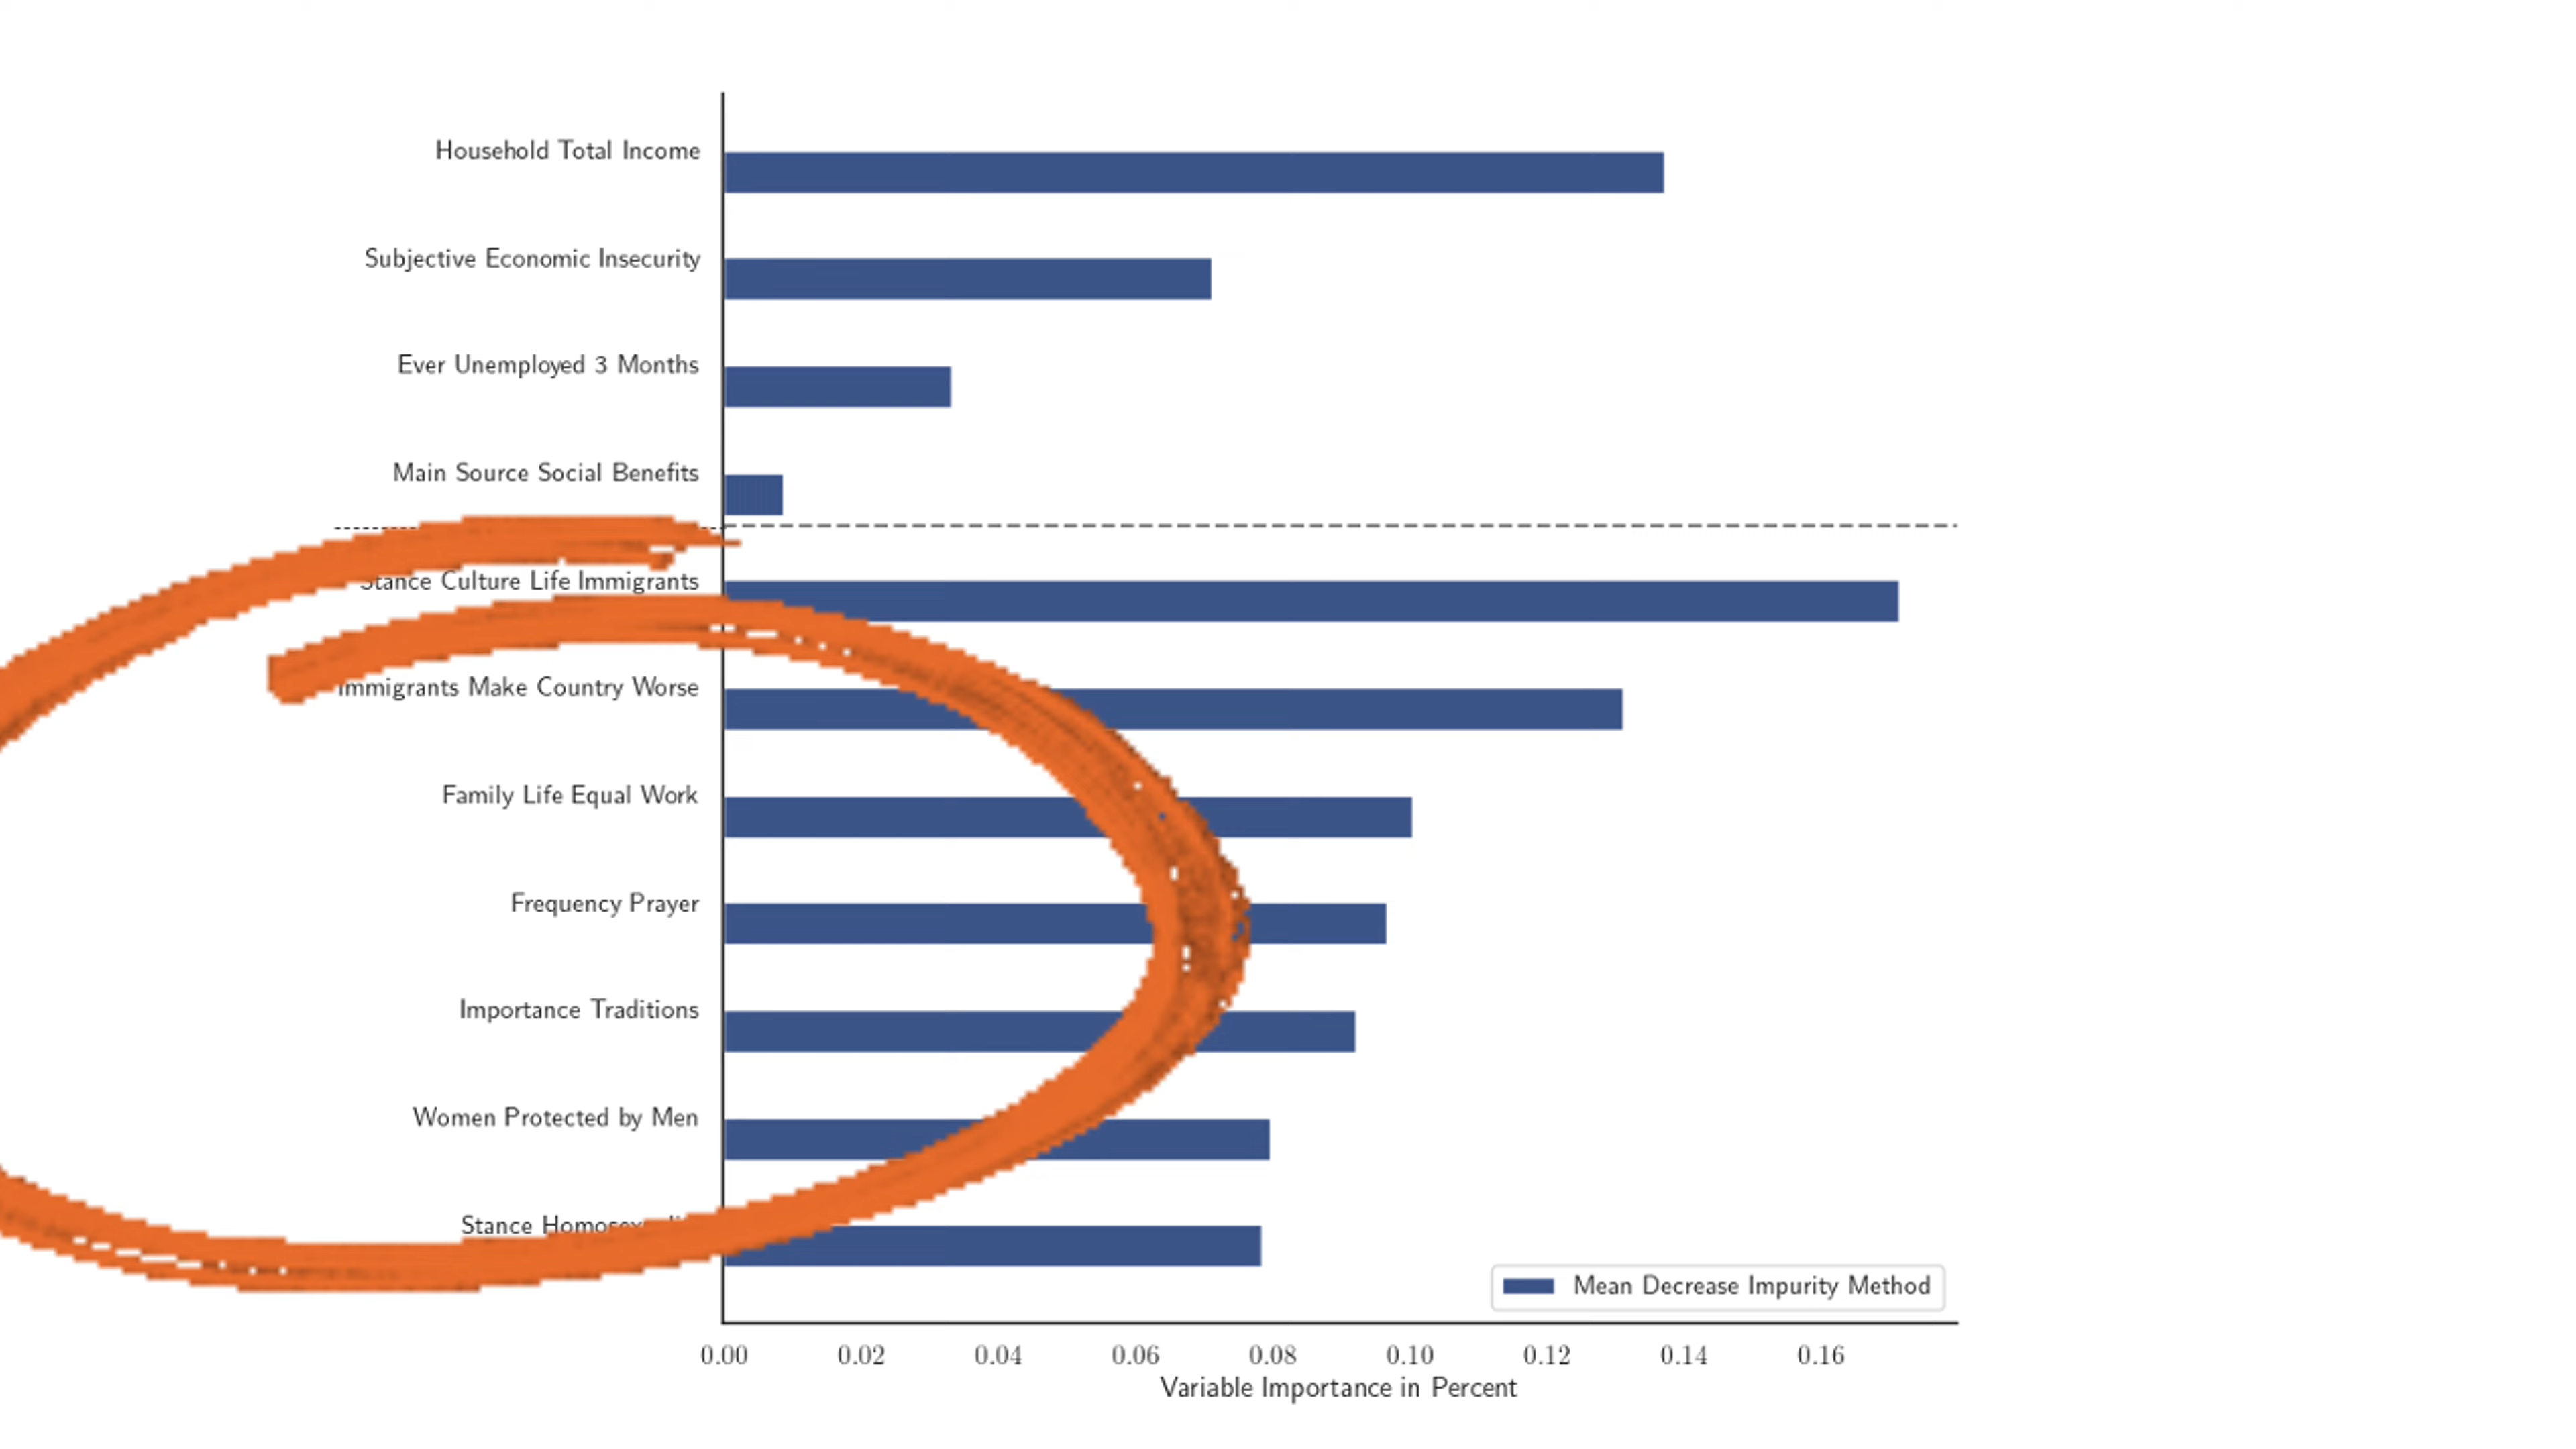 Household Total Income
Subjective Economic Insecurity
Ever Unemployed 3 Months
Main Source Social Benefits
Stance Culture Life Immigrants
Immigrants Make Country Worse
Family Life Equal Work
Frequency Prayer
Importance Traditions
Women Protected by Men
Stance
Mean Decrease Impurity Method
0.00 0.02 0.04 0.06 0.08 0.10 0.12 0.14 0.16
Variable Importance in Percent